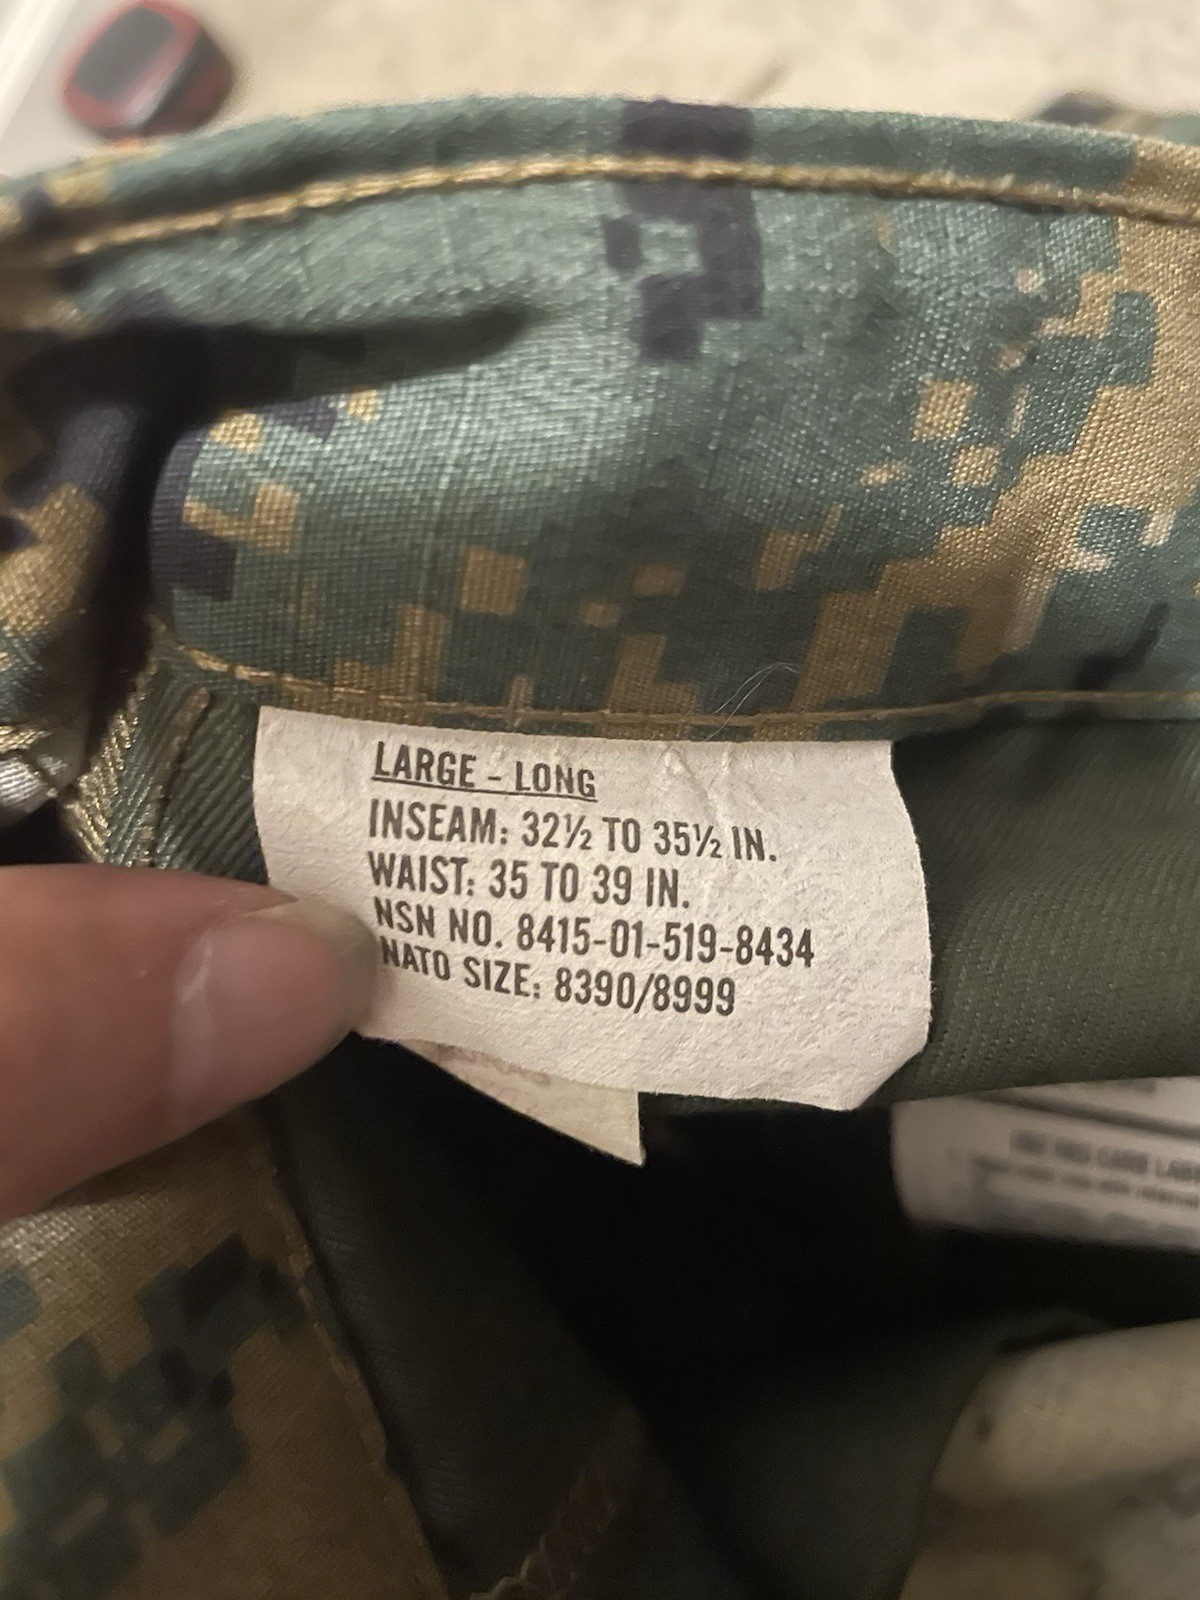 LARGE - LONG
INSEAM: 32½ TO 35½ IN.
WAIST: 35 TO 39 IN.
NSN NO. 8415-01-519-8434
NATO SIZE: 8390/8999